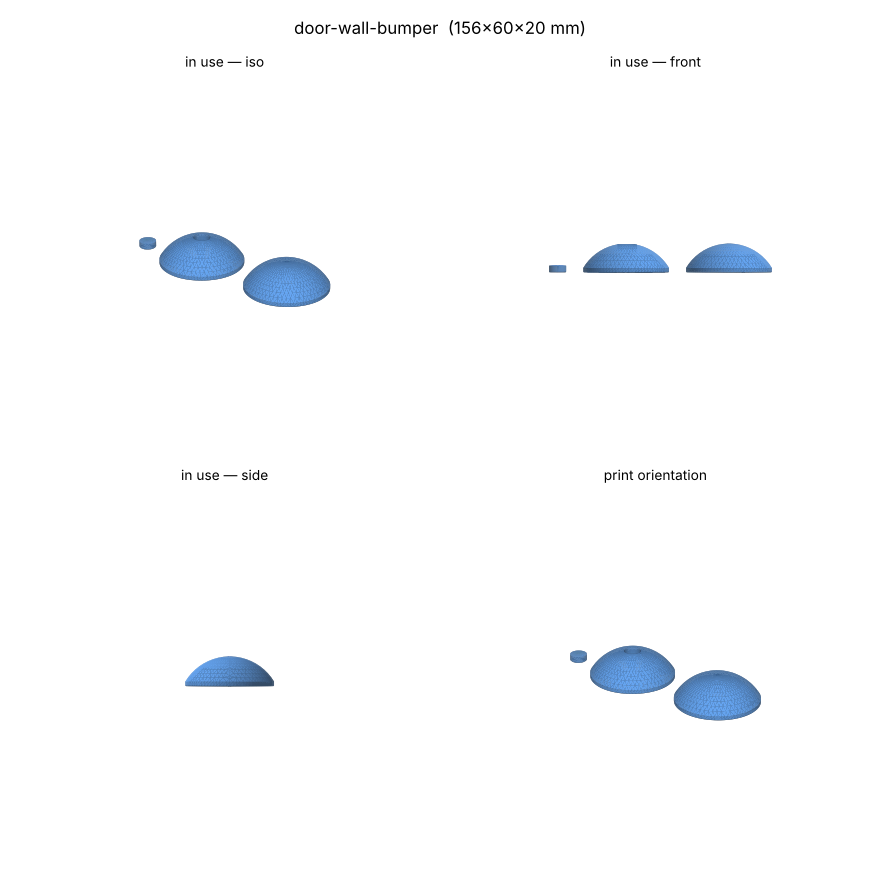 door-wall-bumper (156×60×20 mm)
in use — iso
in use — front
in use — side
print orientation